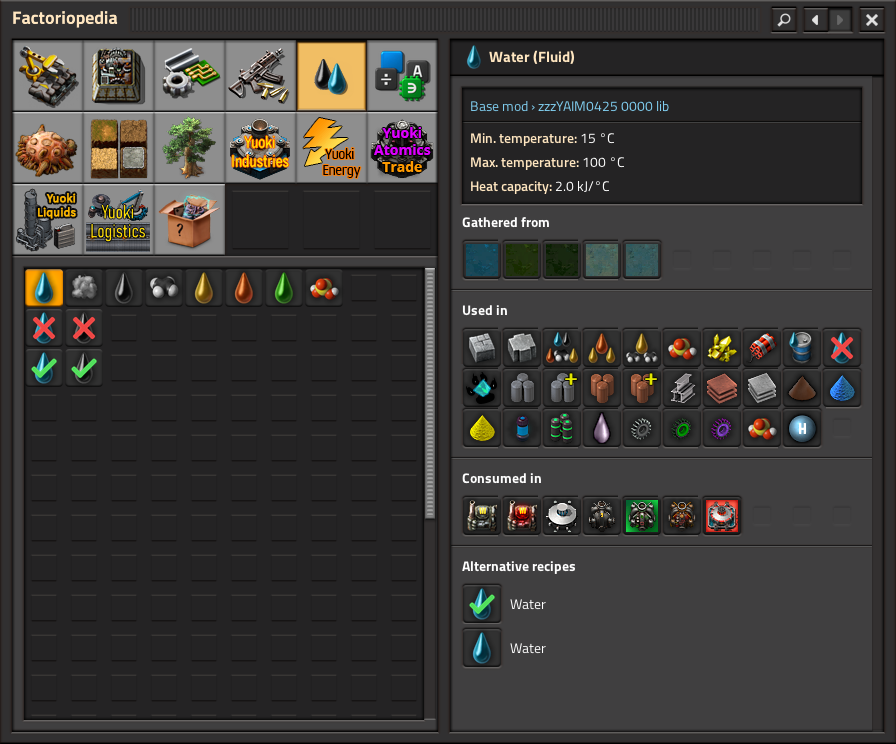 Factoriopedia
Yuoki
Industries
Yuoki
Energy
Yuoki
Atomics
Trade
Yuoki
Liquids
Yuoki
Logistics
?
Water (Fluid)
Base mod › zzzYAIM0425 0000 lib
Min. temperature: 15 °C
Max. temperature: 100 °C
Heat capacity: 2.0 kJ/°C
Gathered from
Used in
H
Consumed in
Alternative recipes
Water
Water